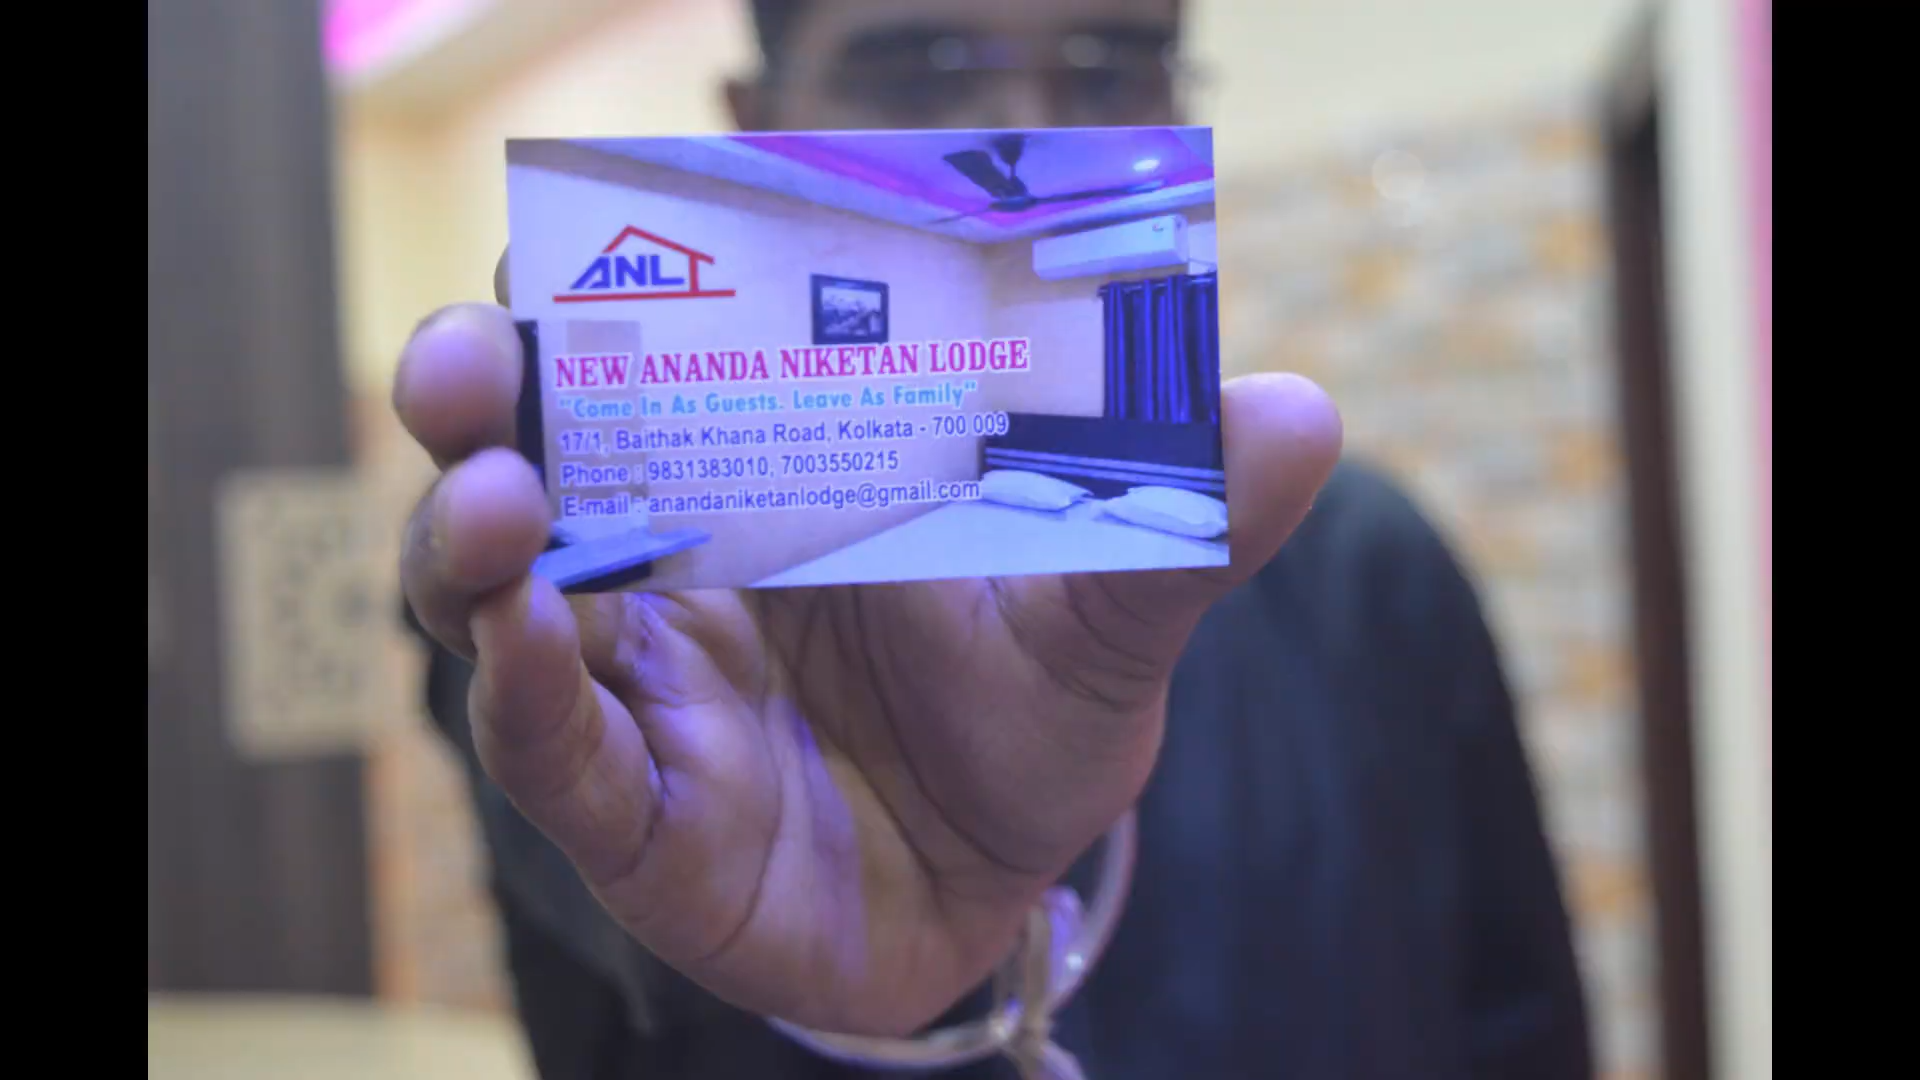 ANL
NEW ANANDA NIKETAN LODGE
"Come In As Guests. Leave As Family"
17/1, Baithak Khana Road, Kolkata - 700 009
Phone : 9831383010, 7003550215
E-mail : anandaniketanlodge@gmail.com